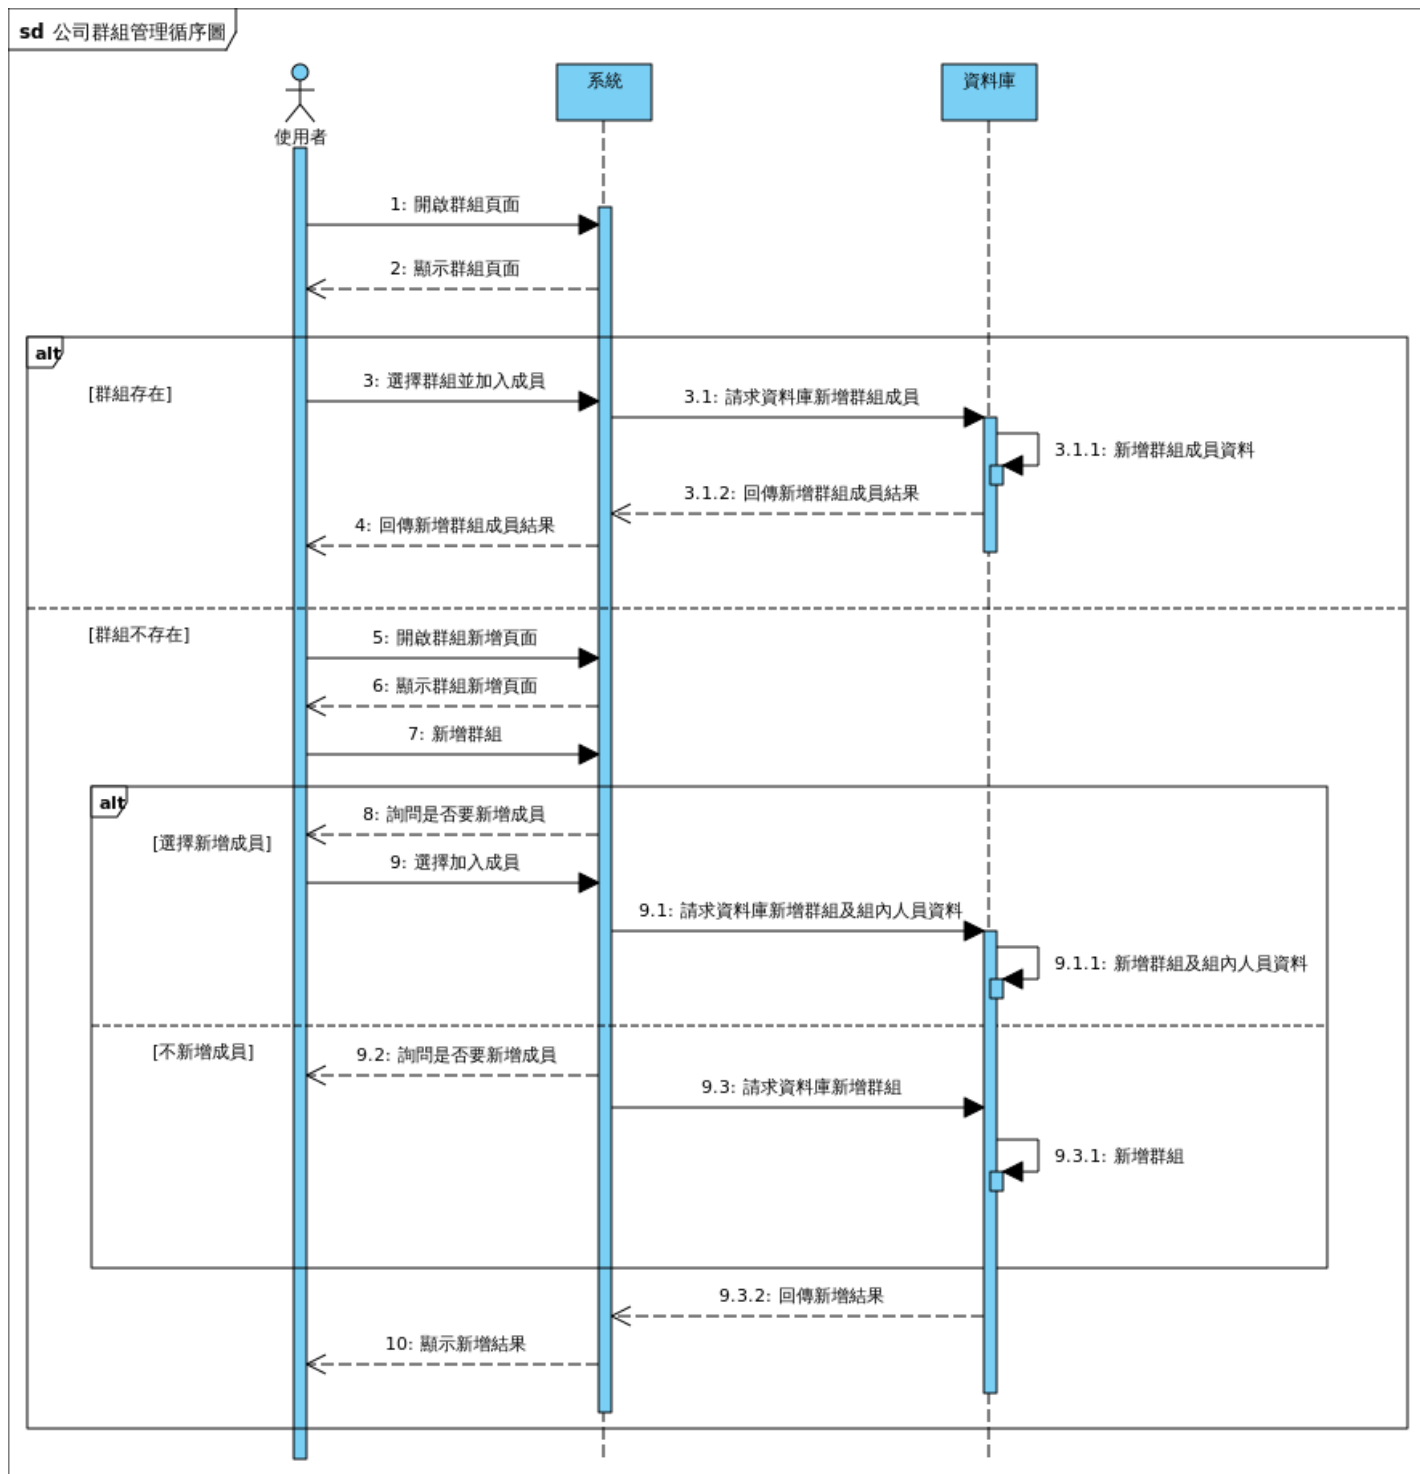 sd 公司群組管理循序圖
使用者
系統
資料庫
1: 開啟群組頁面
2: 顯示群組頁面
alt
[群組存在]
3: 選擇群組並加入成員
3.1: 請求資料庫新增群組成員
3.1.1: 新增群組成員資料
3.1.2: 回傳新增群組成員結果
4: 回傳新增群組成員結果
[群組不存在]
5: 開啟群組新增頁面
6: 顯示群組新增頁面
7: 新增群組
alt
8: 詢問是否要新增成員
[選擇新增成員]
9: 選擇加入成員
9.1: 請求資料庫新增群組及組內人員資料
9.1.1: 新增群組及組內人員資料
[不新增成員]
9.2: 詢問是否要新增成員
9.3: 請求資料庫新增群組
9.3.1: 新增群組
9.3.2: 回傳新增結果
10: 顯示新增結果